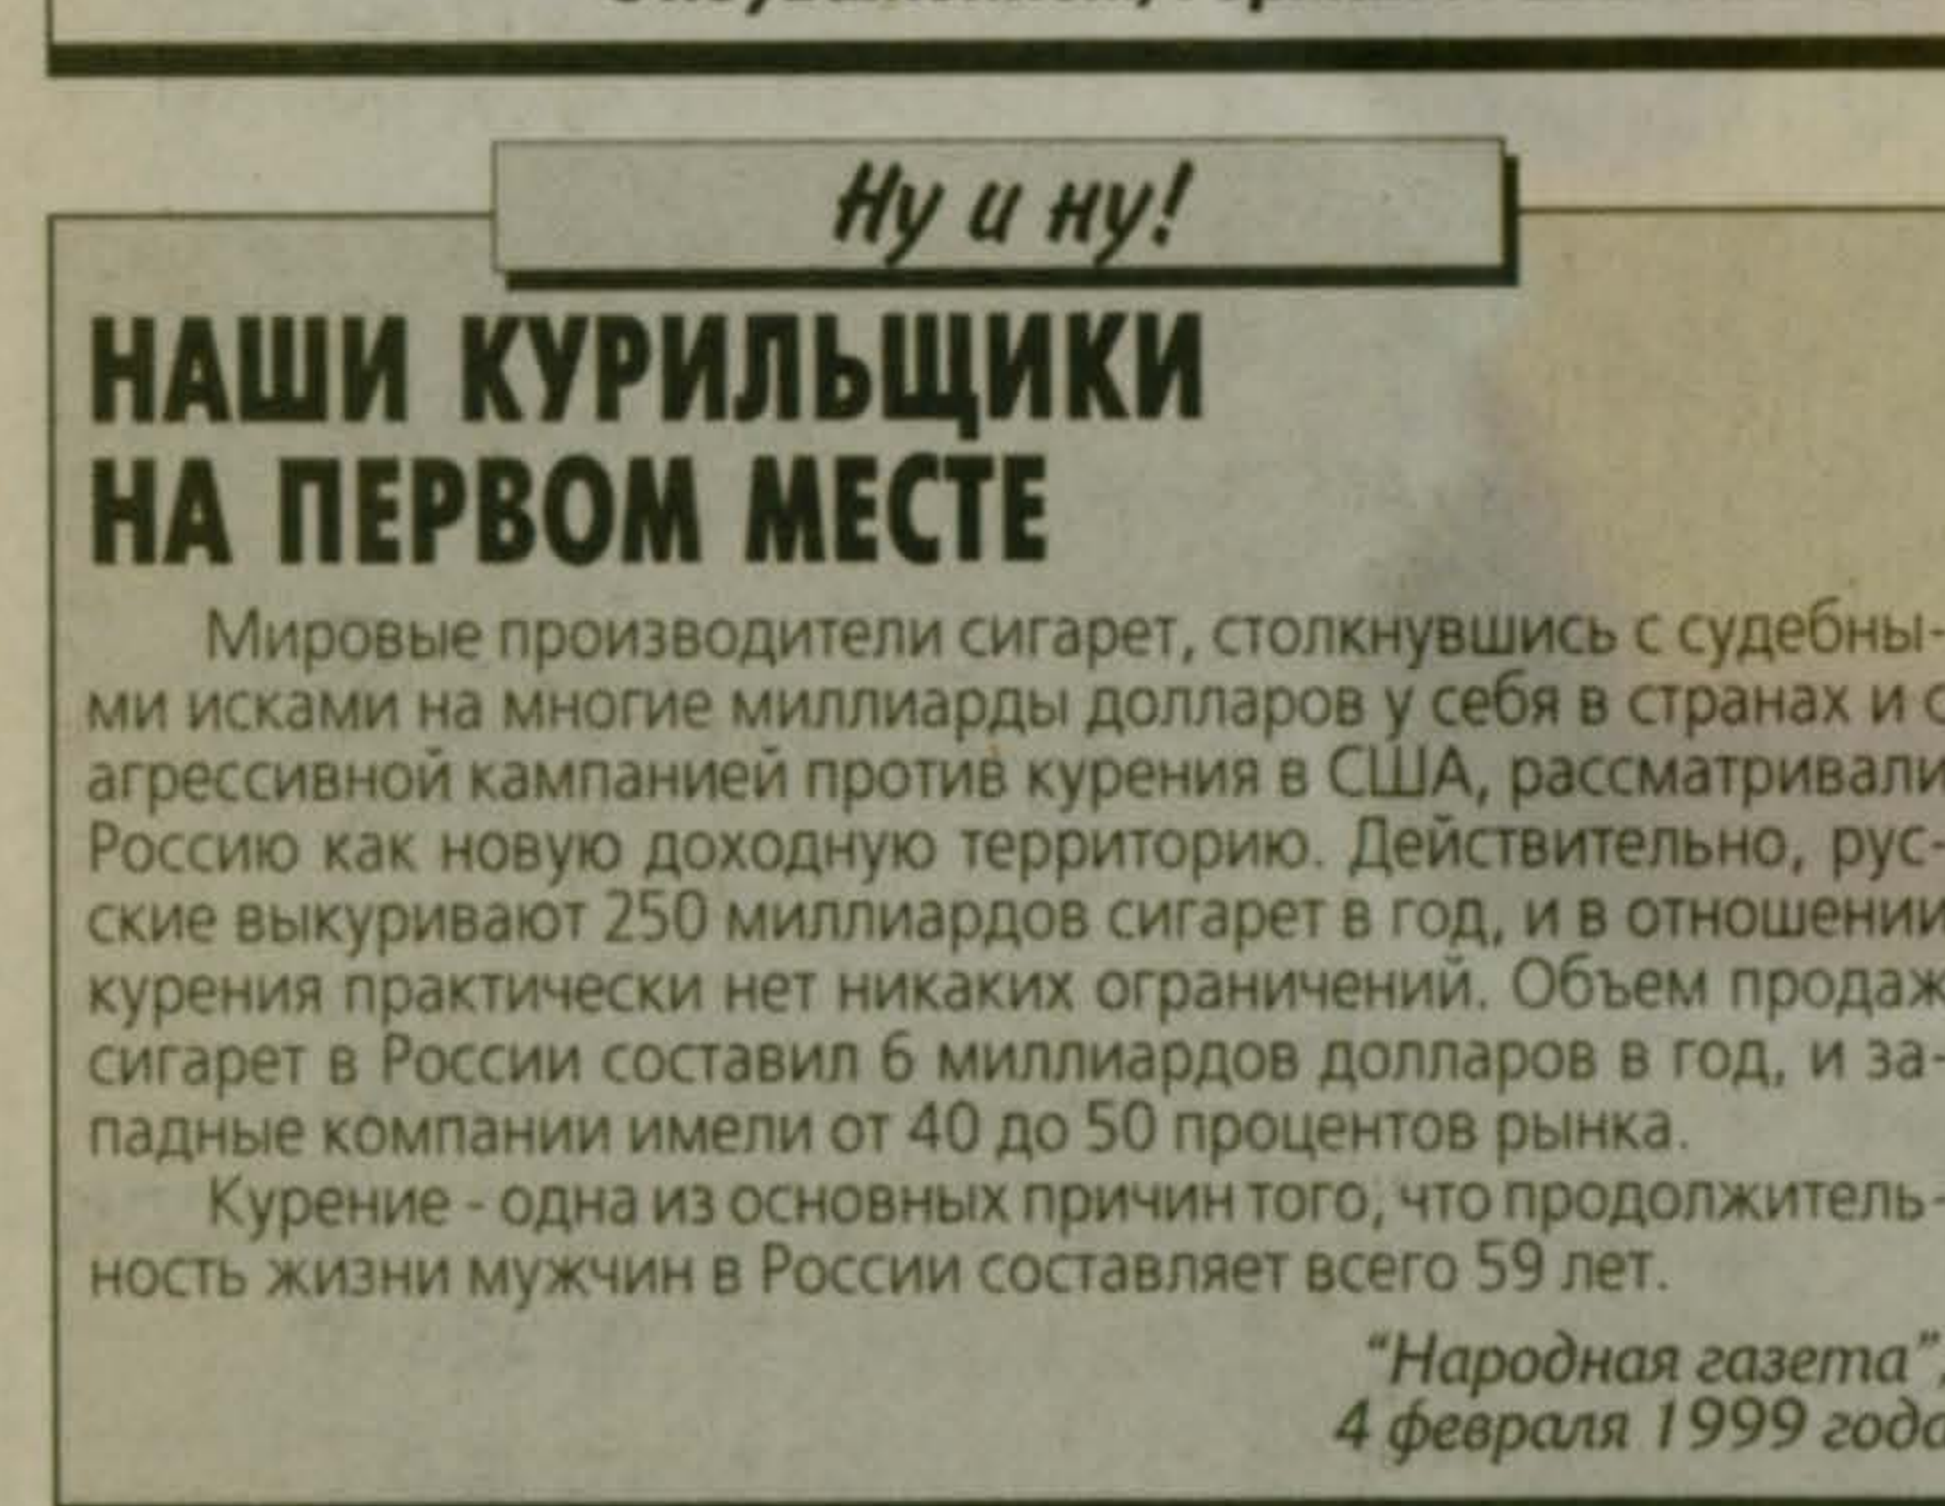 Ну и ну!
НАШИ КУРИЛЬЩИКИ
НА ПЕРВОМ МЕСТЕ
Мировые производители сигарет, столкнувшись с судебны-
ми исками на многие миллиарды долларов у себя в странах и с
агрессивной кампанией против курения в США, рассматривали
Россию как новую доходную территорию. Действительно, рус-
ские выкуривают 250 миллиардов сигарет в год, и в отношении
курения практически нет никаких ограничений. Объем продаж
сигарет в России составил 6 миллиардов долларов в год, и за-
падные компании имели от 40 до 50 процентов рынка.
Курение - одна из основных причин того, что продолжитель-
ность жизни мужчин в России составляет всего 59 лет.
"Народная газета",
4 февраля 1999 года